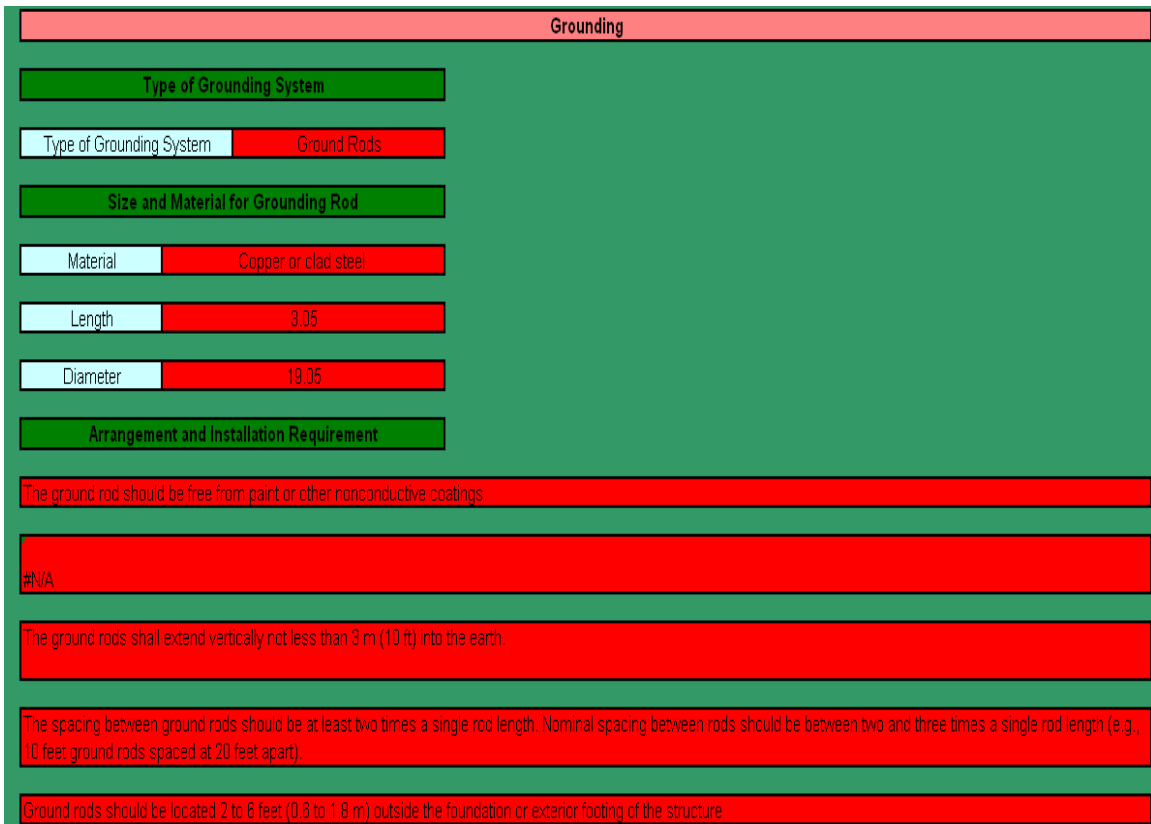 Grounding
Type of Grounding System
Type of Grounding System Ground Rods
Size and Material for Grounding Rod
Material Copper or clad steel
Length 3.05
Diameter 19.05
Arrangement and Installation Requirement
The ground rod should be free from paint or other nonconductive coatings.
#N/A
The ground rods shall extend vertically not less than 3 m (10 ft) into the earth.
The spacing between ground rods should be at least two times a single rod length. Nominal spacing between rods should be between two and three times a single rod length (e.g.,
10 feet ground rods spaced at 20 feet apart).
Ground rods should be located 2 to 6 feet (0.6 to 1.8 m) outside the foundation or exterior footing of the structure